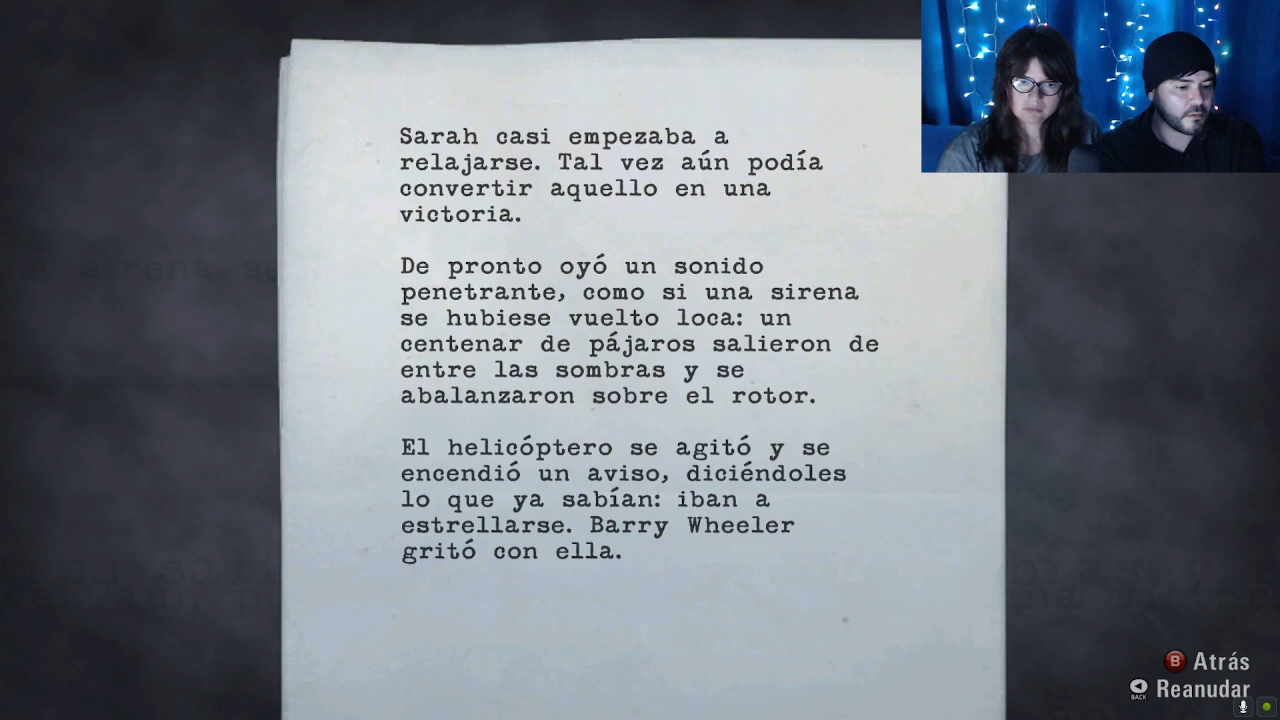 Sarah casi empezaba a
relajarse. Tal vez aún podía
convertir aquello en una
victoria.
De pronto oyó un sonido
penetrante, como si una sirena
se hubiese vuelto loca: un
centenar de pájaros salieron de
entre las sombras y se
abalanzaron sobre el rotor.
El helicóptero se agitó y se
encendió un aviso, diciéndoles
lo que ya sabían: iban a
estrellarse. Barry Wheeler
gritó con ella.
B Atrás
BACK Reanudar